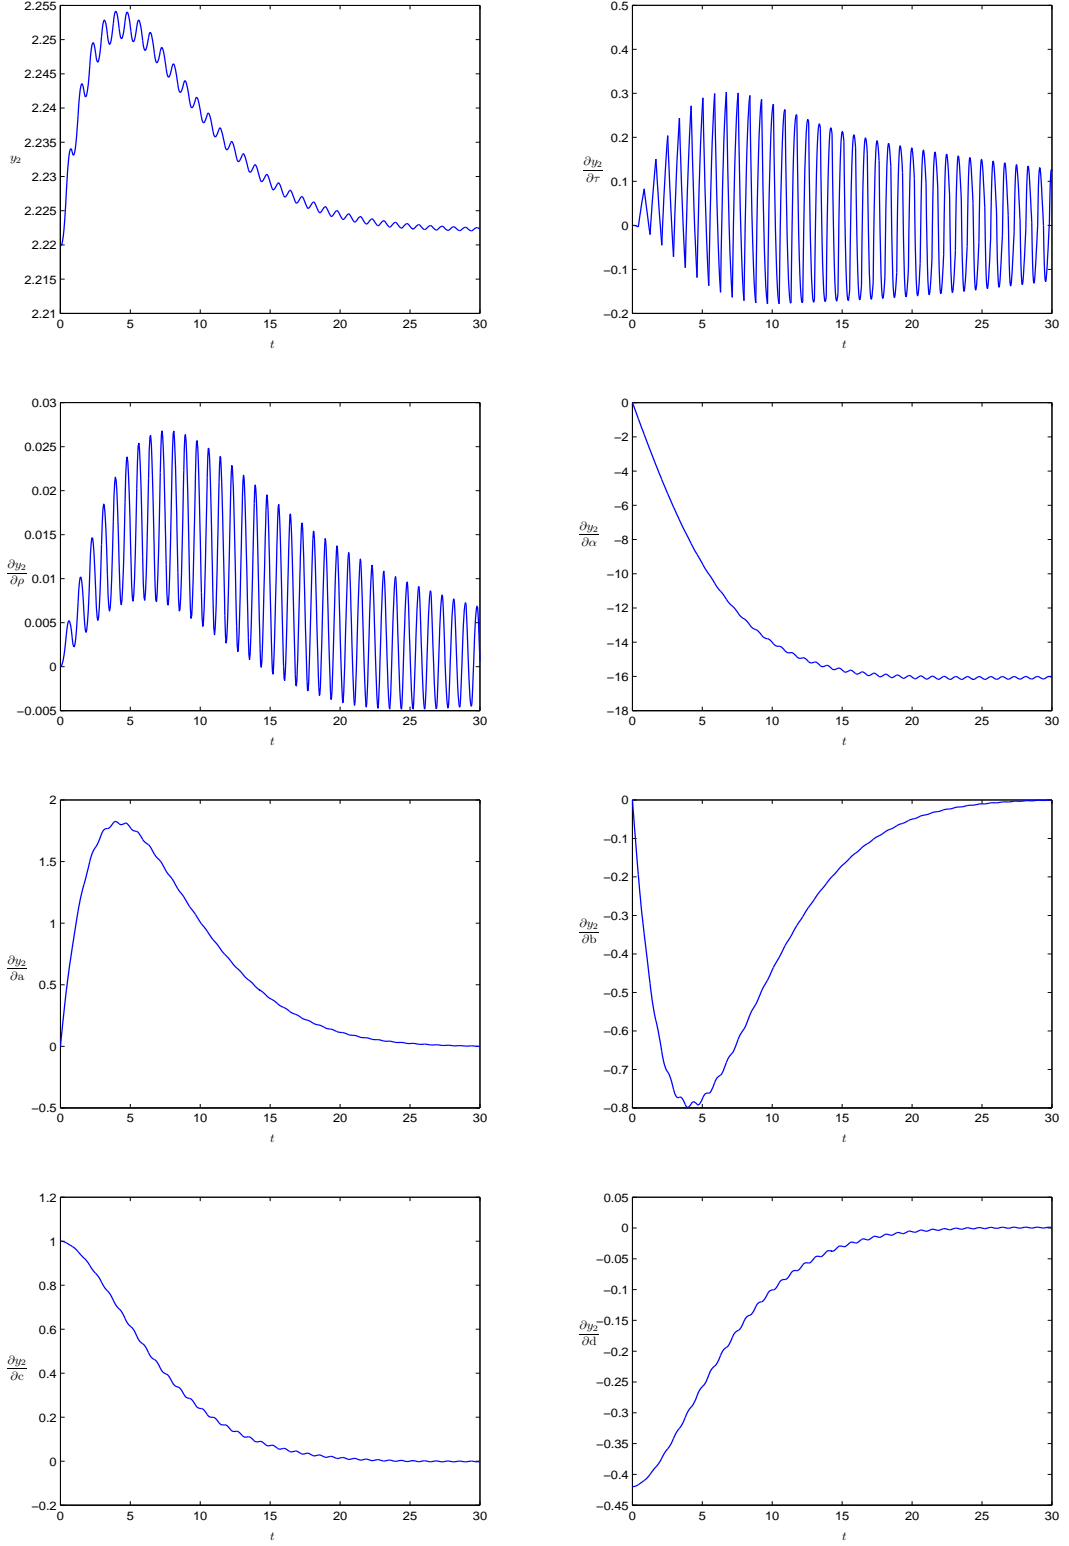 2.255
2.25
2.245
2.24
2.235
2.23
2.225
2.22
2.215
2.21
y₂
0 5 10 15 20 25 30
t
0.5
0.4
0.3
0.2
0.1
0
−0.1
−0.2
∂y₂
∂τ
0 5 10 15 20 25 30
t
0.03
0.025
0.02
0.015
0.01
0.005
0
−0.005
∂y₂
∂ρ
0 5 10 15 20 25 30
t
0
−2
−4
−6
−8
−10
−12
−14
−16
−18
∂y₂
∂α
0 5 10 15 20 25 30
t
2
1.5
1
0.5
0
−0.5
∂y₂
∂a
0 5 10 15 20 25 30
t
0
−0.1
−0.2
−0.3
−0.4
−0.5
−0.6
−0.7
−0.8
∂y₂
∂b
0 5 10 15 20 25 30
t
1.2
1
0.8
0.6
0.4
0.2
0
−0.2
∂y₂
∂c
0 5 10 15 20 25 30
t
0.05
0
−0.05
−0.1
−0.15
−0.2
−0.25
−0.3
−0.35
−0.4
−0.45
∂y₂
∂d
0 5 10 15 20 25 30
t